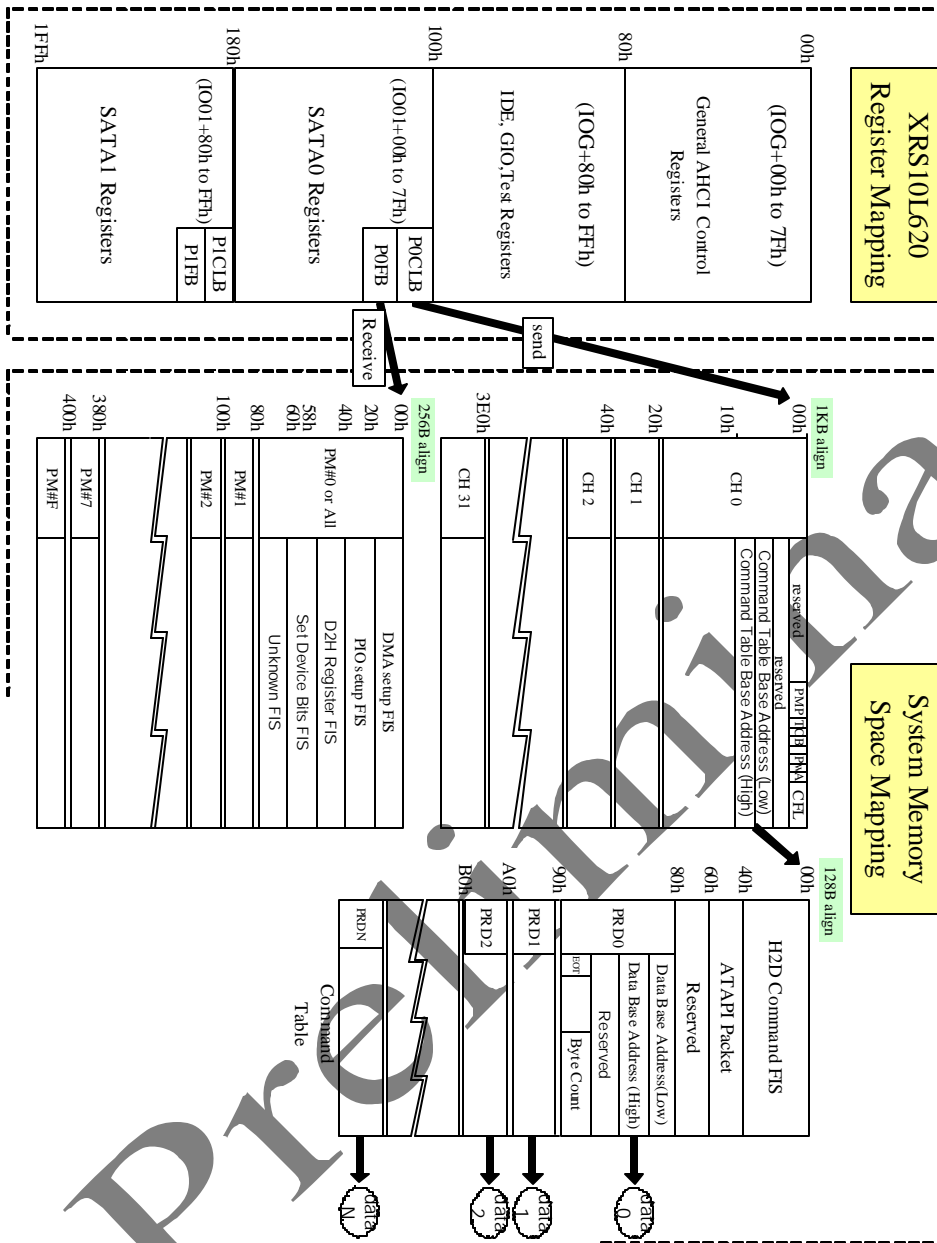 XRS10L620
Register Mapping
00h
(IOG+00h to 7Fh)
General AHCI Control
Registers
80h
(IOG+80h to FFh)
IDE, GIO,Test Registers
100h
(IO01+00h to 7Fh)
SATA0 Registers
P0CLB
P0FB
180h
(IO01+80h to FFh)
SATA1 Registers
P1CLB
P1FB
1FFh
send
Receive
System Memory
Space Mapping
1KB align
00h
10h
20h
40h
3E0h
CH 0
reserved
PMP
T
C
B
PWA
CFL
reserved
Command Table Base Address (Low)
Command Table Base Address (High)
CH 1
CH 2
CH 31
256B align
00h
20h
40h
58h
60h
80h
100h
380h
400h
PM#0 or All
DMA setup FIS
PIO setup FIS
D2H Register FIS
Set Device Bits FIS
Unknown FIS
PM#1
PM#2
PM#7
PM#F
128B align
00h
40h
60h
80h
90h
A0h
B0h
H2D Command FIS
ATAPI Packet
Reserved
PRD0
Data Base Address(Low)
Data Base Address (High)
Reserved
EOT
Byte Count
PRD1
PRD2
PRDN
Command
Table
data
0
data
1
data
2
data
N
Preliminar